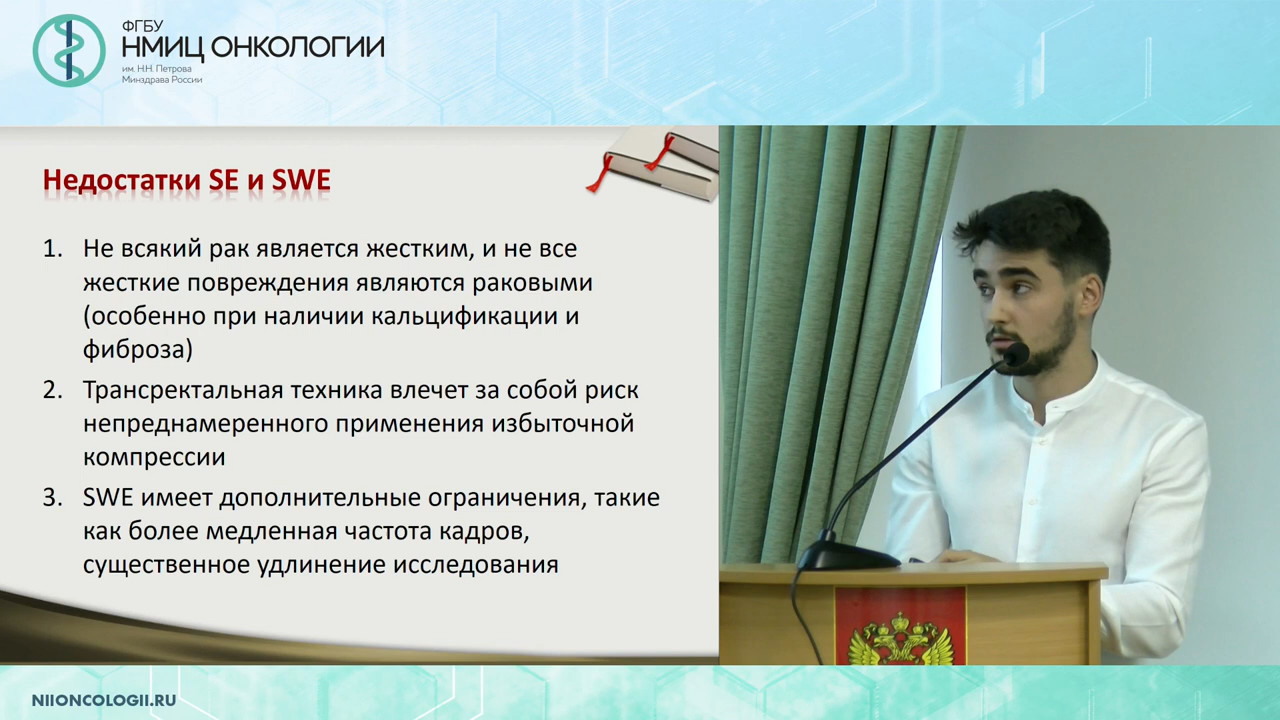 ФГБУ
НМИЦ ОНКОЛОГИИ
им. Н.Н. Петрова
Минздрава России
Недостатки SE и SWE
1. Не всякий рак является жестким, и не все
жесткие повреждения являются раковыми
(особенно при наличии кальцификации и
фиброза)
2. Трансректальная техника влечет за собой риск
непреднамеренного применения избыточной
компрессии
3. SWE имеет дополнительные ограничения, такие
как более медленная частота кадров,
существенное удлинение исследования
NIIONCOLOGII.RU